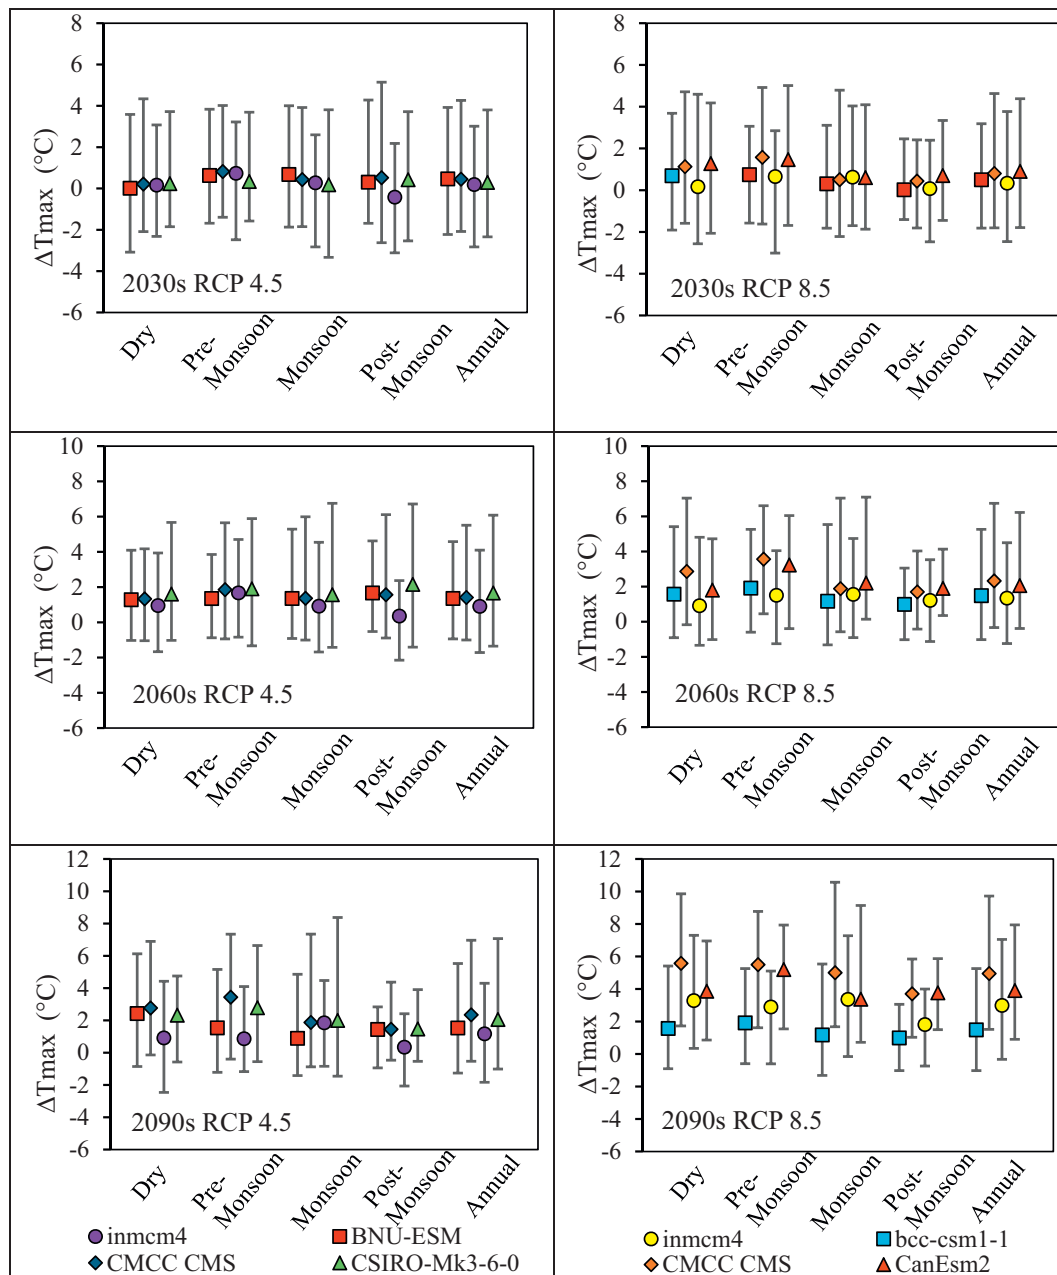 8
6
4
2
0
-2
-4
-6
ΔTmax (°C)
2030s RCP 4.5
Dry
Pre-
Monsoon
Monsoon
Post-
Monsoon
Annual
8
6
4
2
0
-2
-4
-6
ΔTmax (°C)
2030s RCP 8.5
Dry
Pre-
Monsoon
Monsoon
Post-
Monsoon
Annual
10
8
6
4
2
0
-2
-4
-6
ΔTmax (°C)
2060s RCP 4.5
Dry
Pre-
Monsoon
Monsoon
Post-
Monsoon
Annual
10
8
6
4
2
0
-2
-4
-6
ΔTmax (°C)
2060s RCP 8.5
Dry
Pre-
Monsoon
Monsoon
Post-
Monsoon
Annual
12
10
8
6
4
2
0
-2
-4
-6
ΔTmax (°C)
2090s RCP 4.5
Dry
Pre-
Monsoon
Monsoon
Post-
Monsoon
Annual
inmcm4
BNU-ESM
CMCC CMS
CSIRO-Mk3-6-0
12
10
8
6
4
2
0
-2
-4
-6
ΔTmax (°C)
2090s RCP 8.5
Dry
Pre-
Monsoon
Monsoon
Post-
Monsoon
Annual
inmcm4
bcc-csm1-1
CMCC CMS
CanEsm2